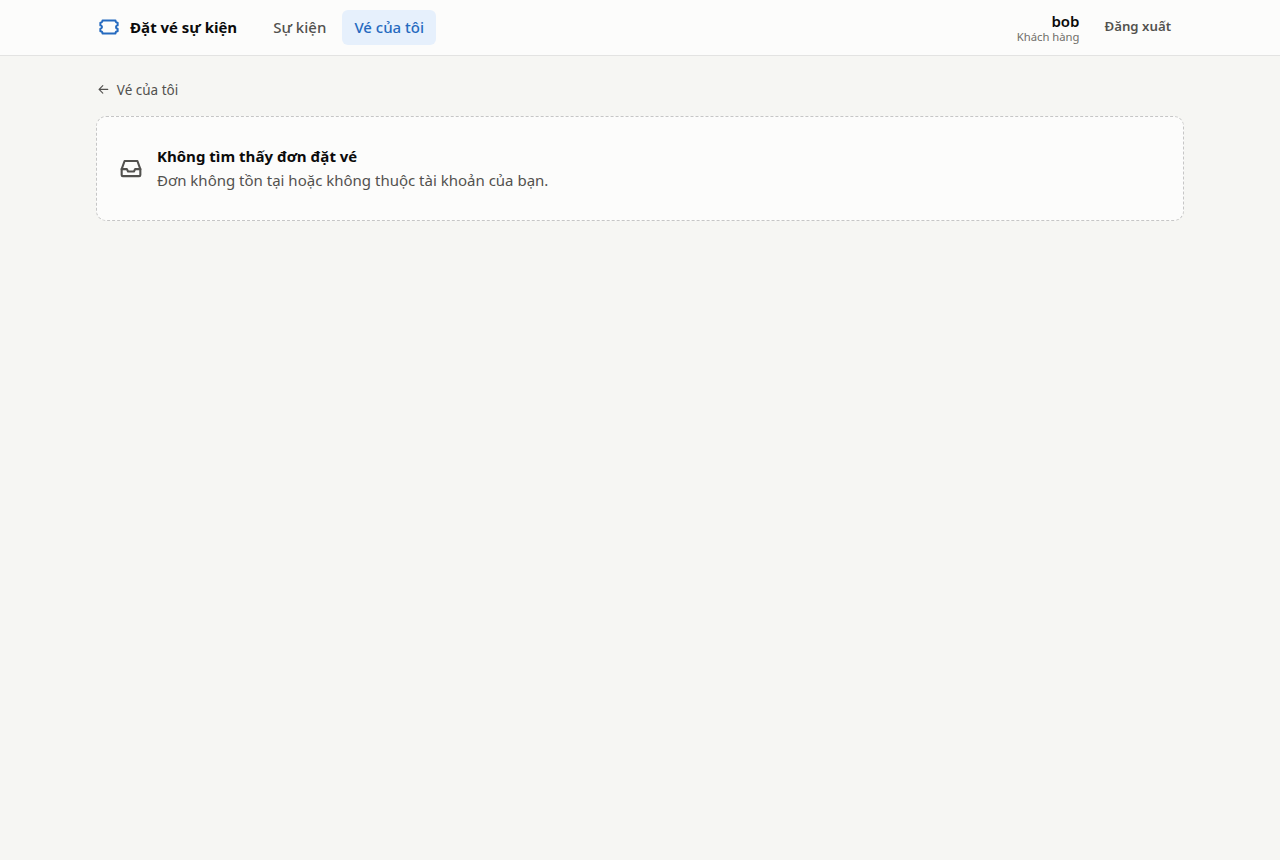 Đặt vé sự kiện
Sự kiện
Vé của tôi
bob
Khách hàng
Đăng xuất
← Vé của tôi
Không tìm thấy đơn đặt vé
Đơn không tồn tại hoặc không thuộc tài khoản của bạn.